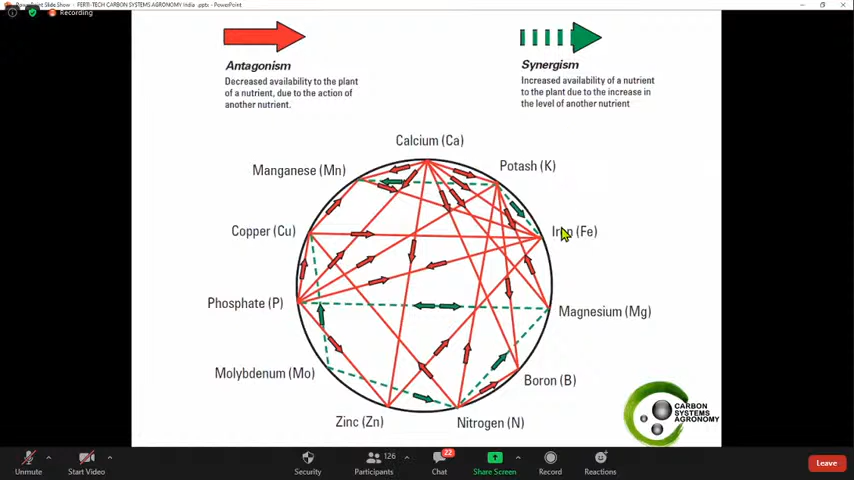 PowerPoint Slide Show - FERTI-TECH CARBON SYSTEMS AGRONOMY India .pptx - PowerPoint
Recording
Antagonism
Decreased availability to the plant
of a nutrient, due to the action of
another nutrient.
Synergism
Increased availability of a nutrient
to the plant due to the increase in
the level of another nutrient
Calcium (Ca)
Manganese (Mn)
Potash (K)
Copper (Cu)
Iron (Fe)
Phosphate (P)
Magnesium (Mg)
Molybdenum (Mo)
Boron (B)
Zinc (Zn)
Nitrogen (N)
CARBON
SYSTEMS
AGRONOMY
Unmute
Start Video
Security
Participants
126
Chat
22
Share Screen
Record
Reactions
Leave